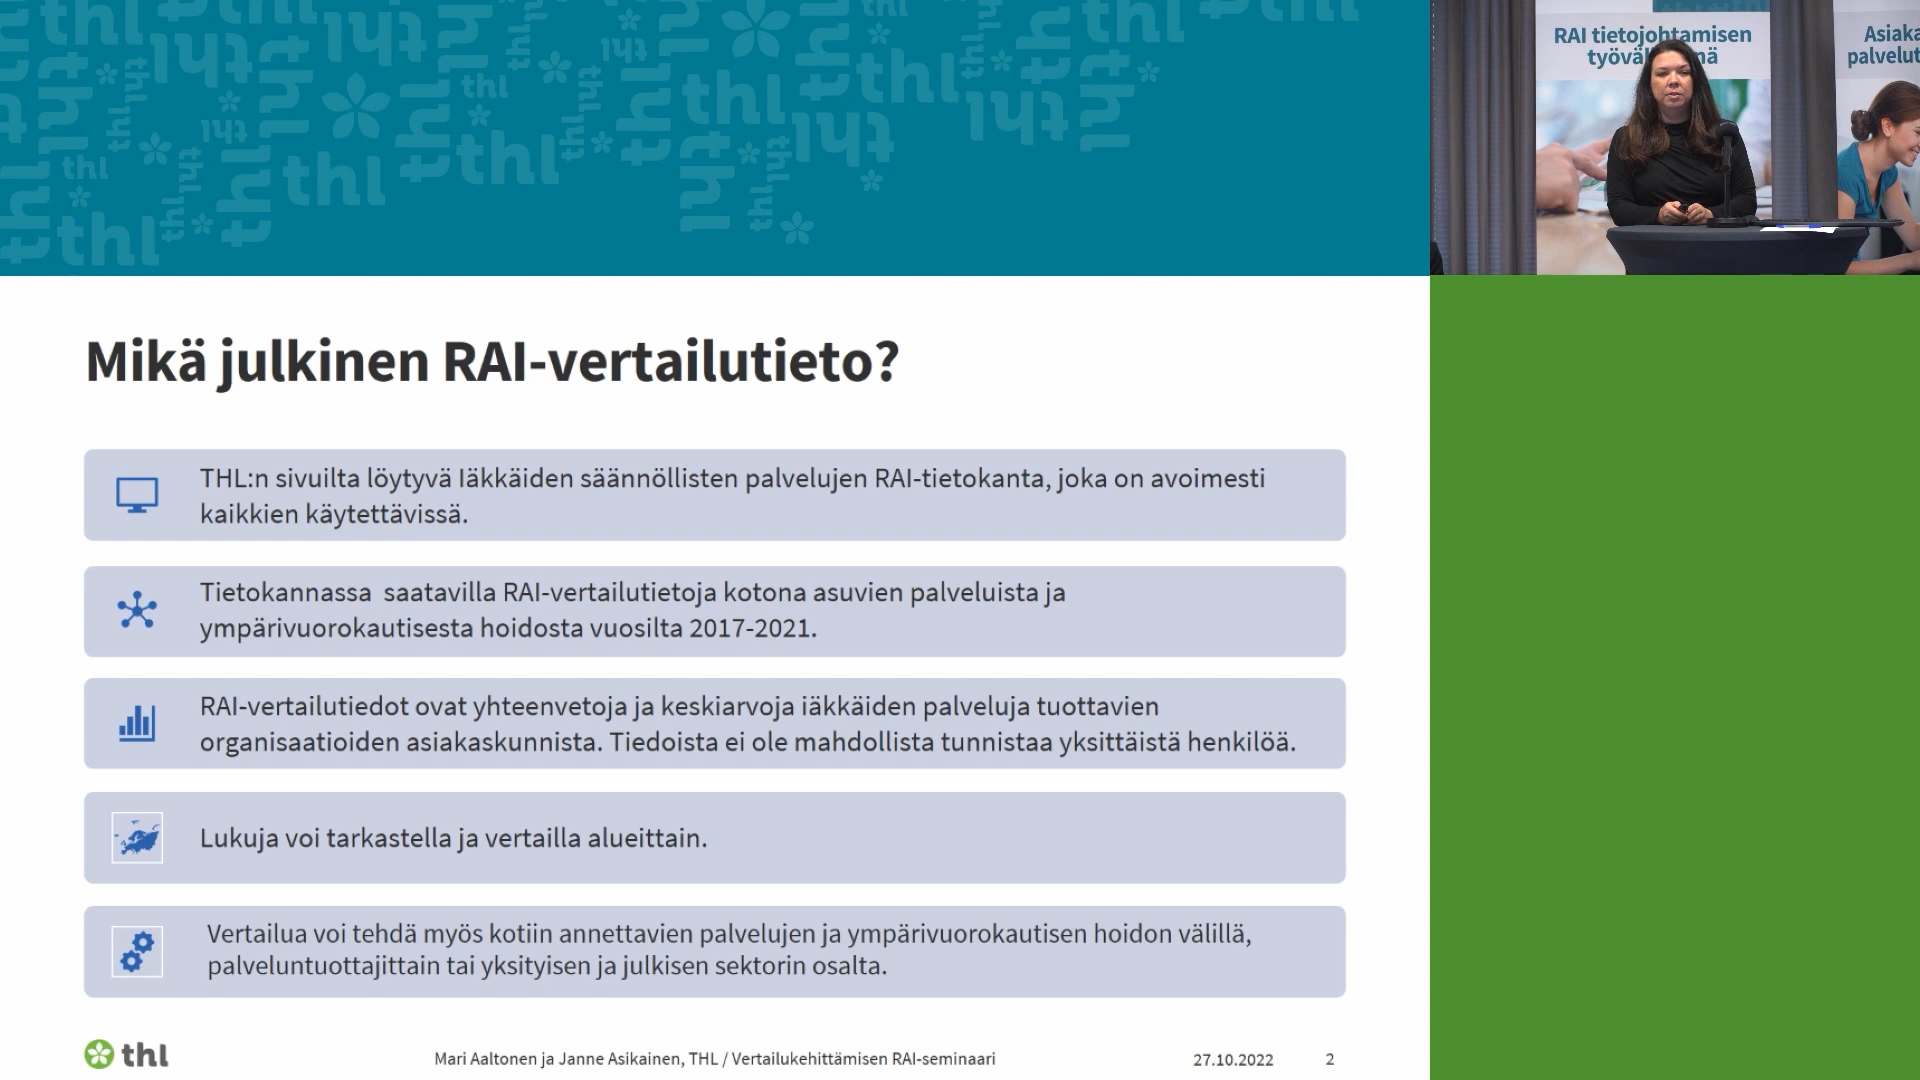 RAI tietojohtamisen
Asiaka
palvelut
Mikä julkinen RAI-vertailutieto?
THL:n sivuilta löytyvä Iäkkäiden säännöllisten palvelujen RAI-tietokanta, joka on avoimesti
kaikkien käytettävissä.
Tietokannassa saatavilla RAI-vertailutietoja kotona asuvien palveluista ja
ympärivuorokautisesta hoidosta vuosilta 2017-2021.
RAI-vertailutiedot ovat yhteenvetoja ja keskiarvoja iäkkäiden palveluja tuottavien
organisaatioiden asiakaskunnista. Tiedoista ei ole mahdollista tunnistaa yksittäistä henkilöä.
Lukuja voi tarkastella ja vertailla alueittain.
Vertailua voi tehdä myös kotiin annettavien palvelujen ja ympärivuorokautisen hoidon välillä,
palveluntuottajittain tai yksityisen ja julkisen sektorin osalta.
thl
Mari Aaltonen ja Janne Asikainen, THL / Vertailukehittämisen RAI-seminaari
27.10.2022
2